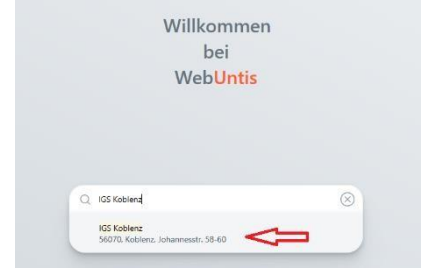 Willkommen
bei
WebUntis
IGS Koblenz
IGS Koblenz
56070, Koblenz, Johannesstr. 58-60